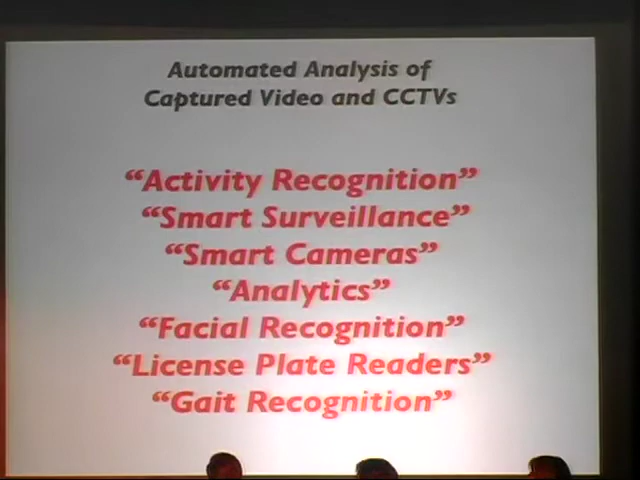 Automated Analysis of
Captured Video and CCTVs
“Activity Recognition”
“Smart Surveillance”
“Smart Cameras”
“Analytics”
“Facial Recognition”
“License Plate Readers”
“Gait Recognition”